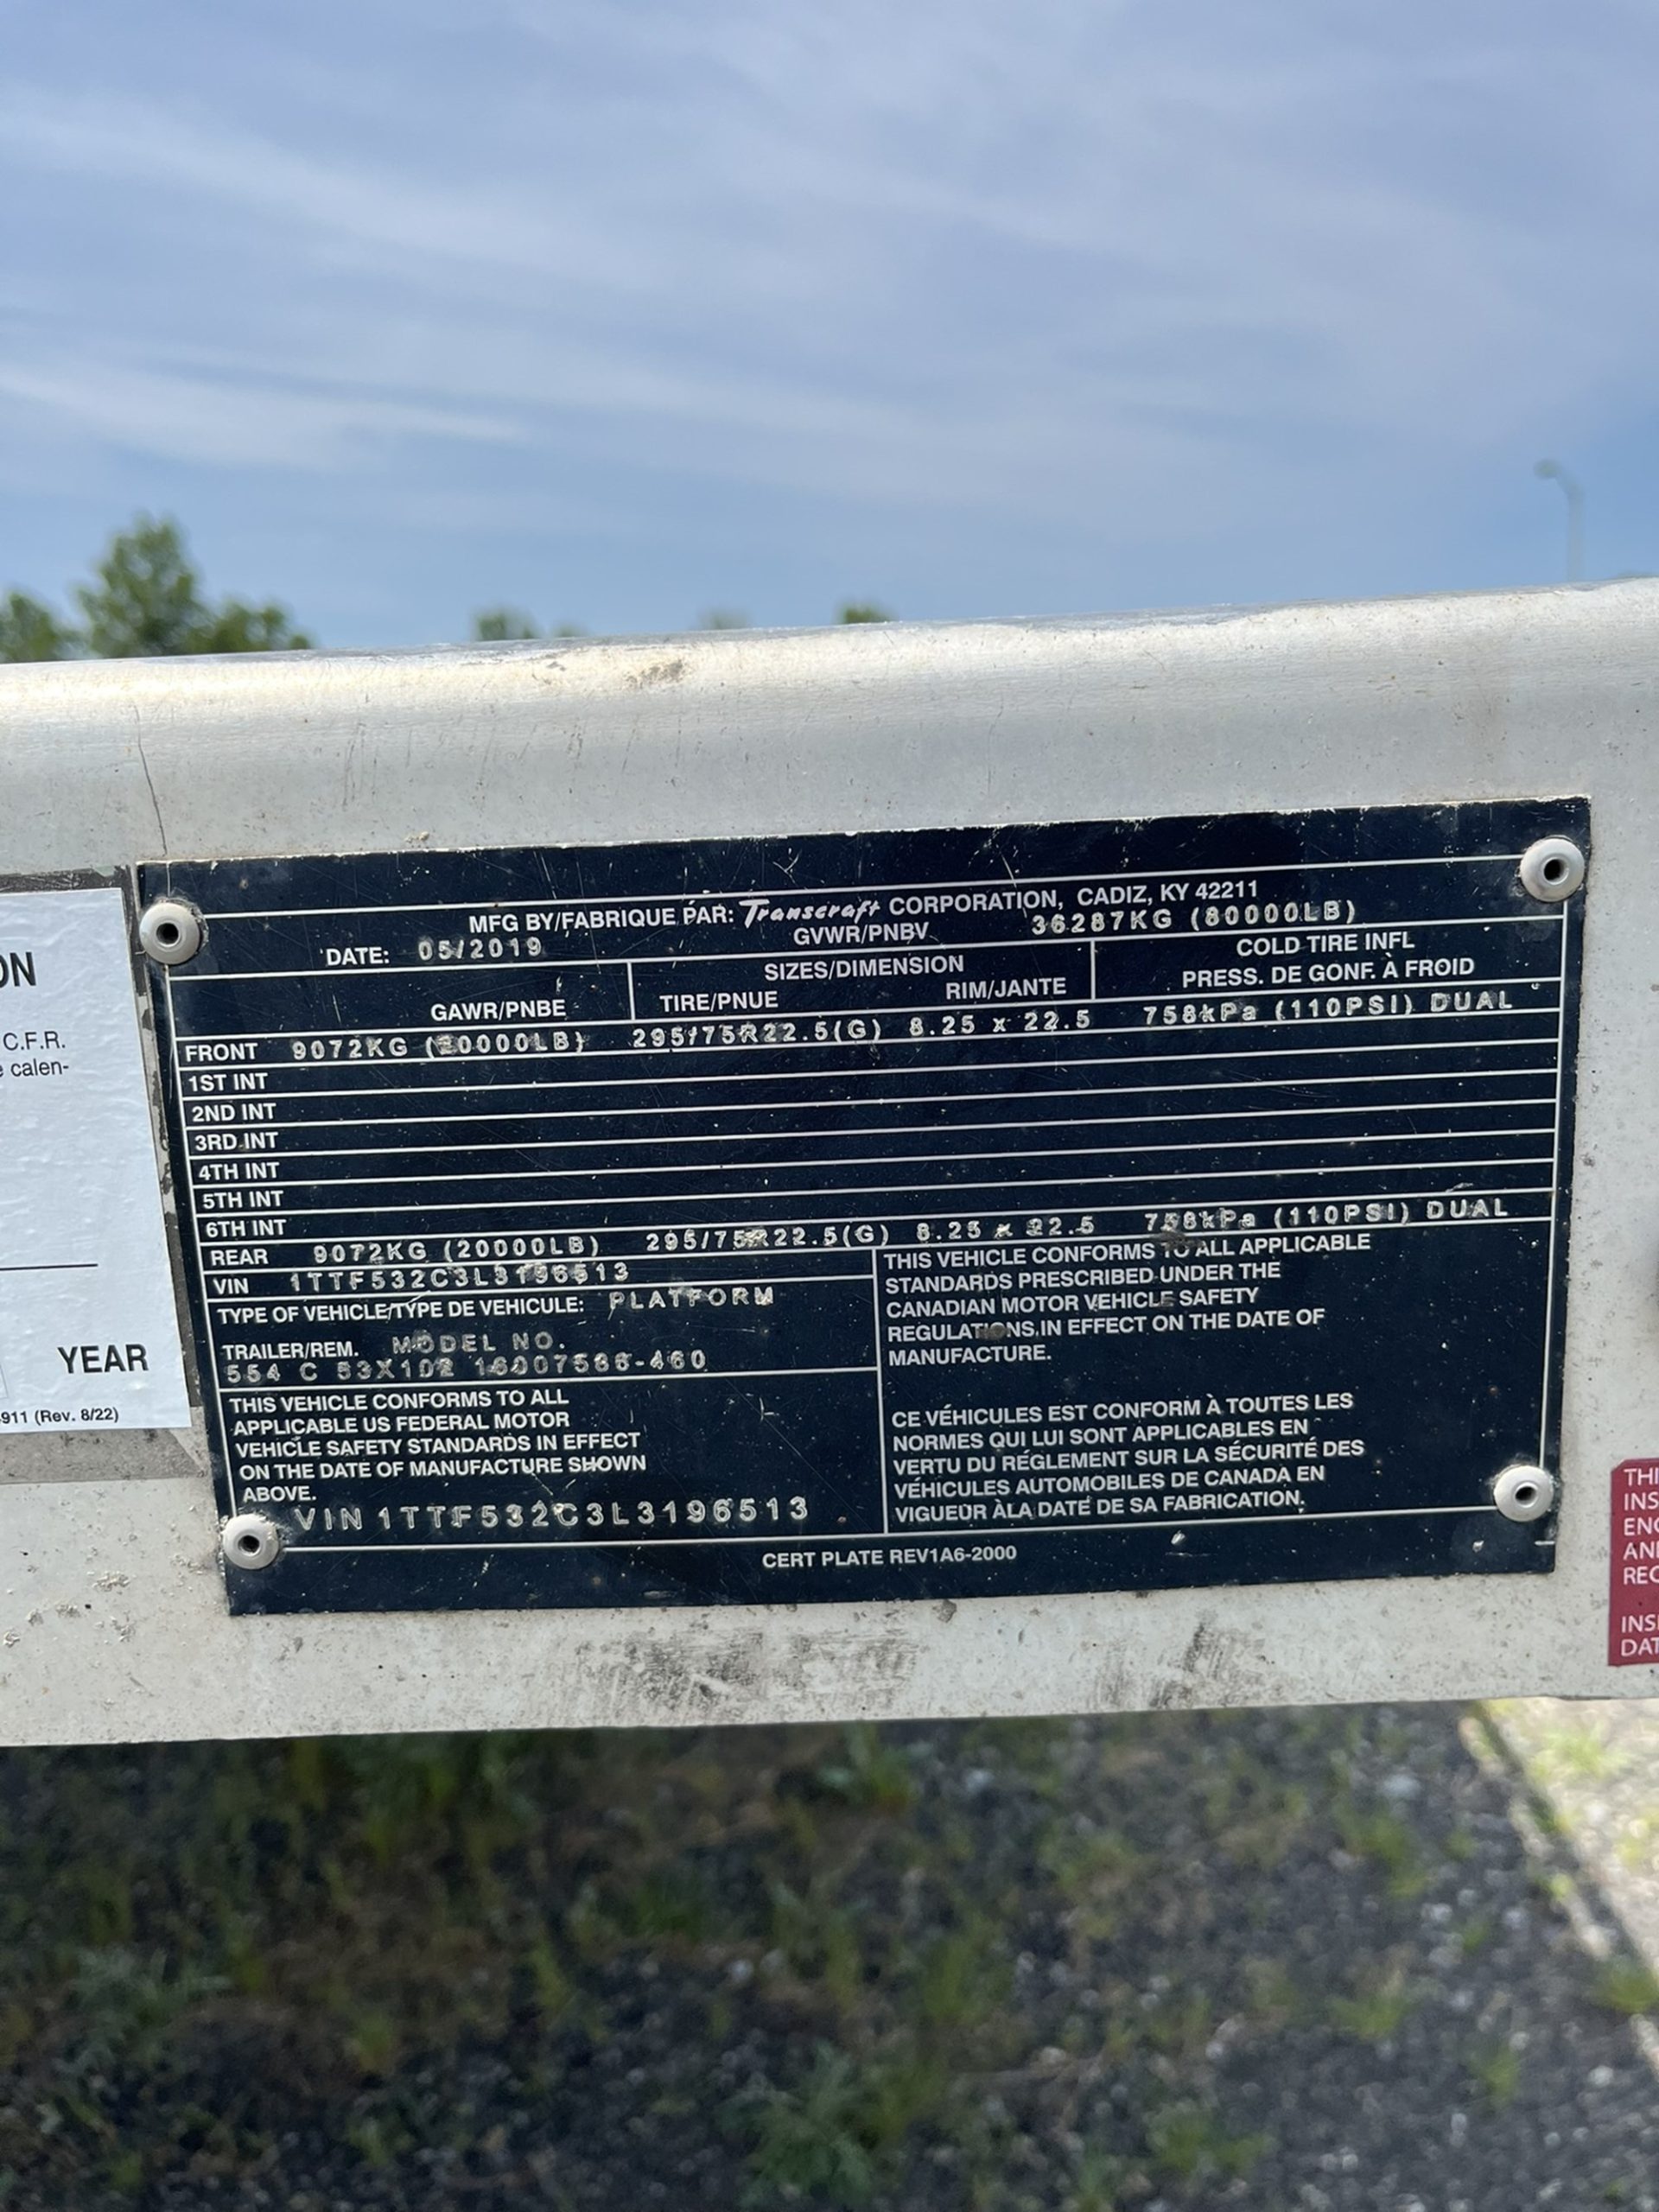 MFG BY/FABRIQUE PAR: Transcraft CORPORATION, CADIZ, KY 42211
DATE: 05/2019 GVWR/PNBV 36287KG (80000LB)
SIZES/DIMENSION
COLD TIRE INFL
PRESS. DE GONF. À FROID
GAWR/PNBE TIRE/PNUE RIM/JANTE
FRONT 9072KG (20000LB) 295/75R22.5(G) 8.25 x 22.5 758kPa (110PSI) DUAL
1ST INT
2ND INT
3RD INT
4TH INT
5TH INT
6TH INT
REAR 9072KG (20000LB) 295/75R22.5(G) 8.25 x 22.5 758kPa (110PSI) DUAL
VIN 1TTF532C3L3196513
TYPE OF VEHICLE/TYPE DE VEHICULE: PLATFORM
TRAILER/REM. MODEL NO.
554 C 53X102
THIS VEHICLE CONFORMS TO ALL
APPLICABLE US FEDERAL MOTOR
VEHICLE SAFETY STANDARDS IN EFFECT
ON THE DATE OF MANUFACTURE SHOWN
ABOVE.
VIN 1TTF532C3L3196513
THIS VEHICLE CONFORMS TO ALL APPLICABLE
STANDARDS PRESCRIBED UNDER THE
CANADIAN MOTOR VEHICLE SAFETY
REGULATIONS IN EFFECT ON THE DATE OF
MANUFACTURE.
CE VÉHICULES EST CONFORM À TOUTES LES
NORMES QUI LUI SONT APPLICABLES EN
VERTU DU RÉGLEMENT SUR LA SÉCURITÉ DES
VÉHICULES AUTOMOBILES DE CANADA EN
VIGUEUR ÀLA DATE DE SA FABRICATION.
CERT PLATE REV1A6-2000
ON
C.F.R.
calen-
YEAR
911 (Rev. 8/22)
THI
INS
ENG
AN
REC
INS
DAT